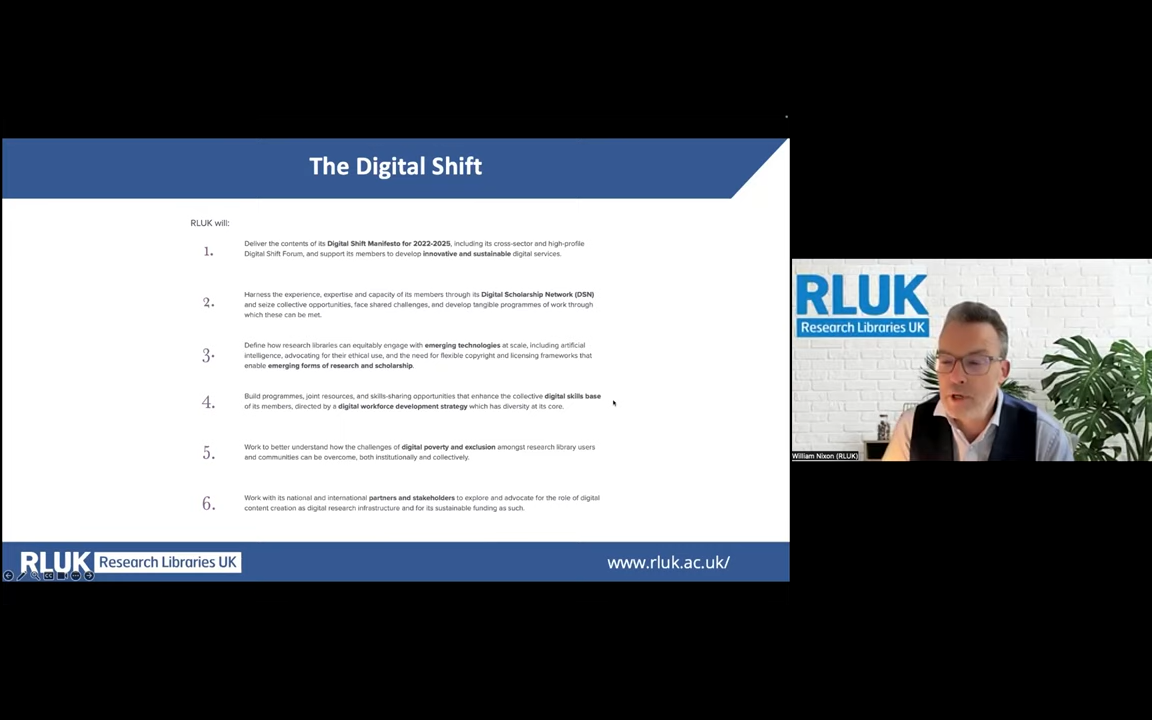 The Digital Shift
RLUK will:
1.
Deliver the contents of its Digital Shift Manifesto for 2022-2025, including its cross-sector and high-profile
Digital Shift Forum, and support its members to develop innovative and sustainable digital services.
2.
Harness the experience, expertise and capacity of its members through its Digital Scholarship Network (DSN)
and seize collective opportunities, face shared challenges, and develop tangible programmes of work through
which these can be met.
3.
Define how research libraries can equitably engage with emerging technologies at scale, including artificial
intelligence, advocating for their ethical use, and the need for flexible copyright and licensing frameworks that
enable emerging forms of research and scholarship.
4.
Build programmes, joint resources, and skills-sharing opportunities that enhance the collective digital skills base
of its members, directed by a digital workforce development strategy which has diversity at its core.
5.
Work to better understand how the challenges of digital poverty and exclusion amongst research library users
and communities can be overcome, both institutionally and collectively.
6.
Work with its national and international partners and stakeholders to explore and advocate for the role of digital
content creation as digital research infrastructure and for its sustainable funding as such.
RLUK Research Libraries UK
www.rluk.ac.uk/
RLUK
Research Libraries UK
William Nixon (RLUK)